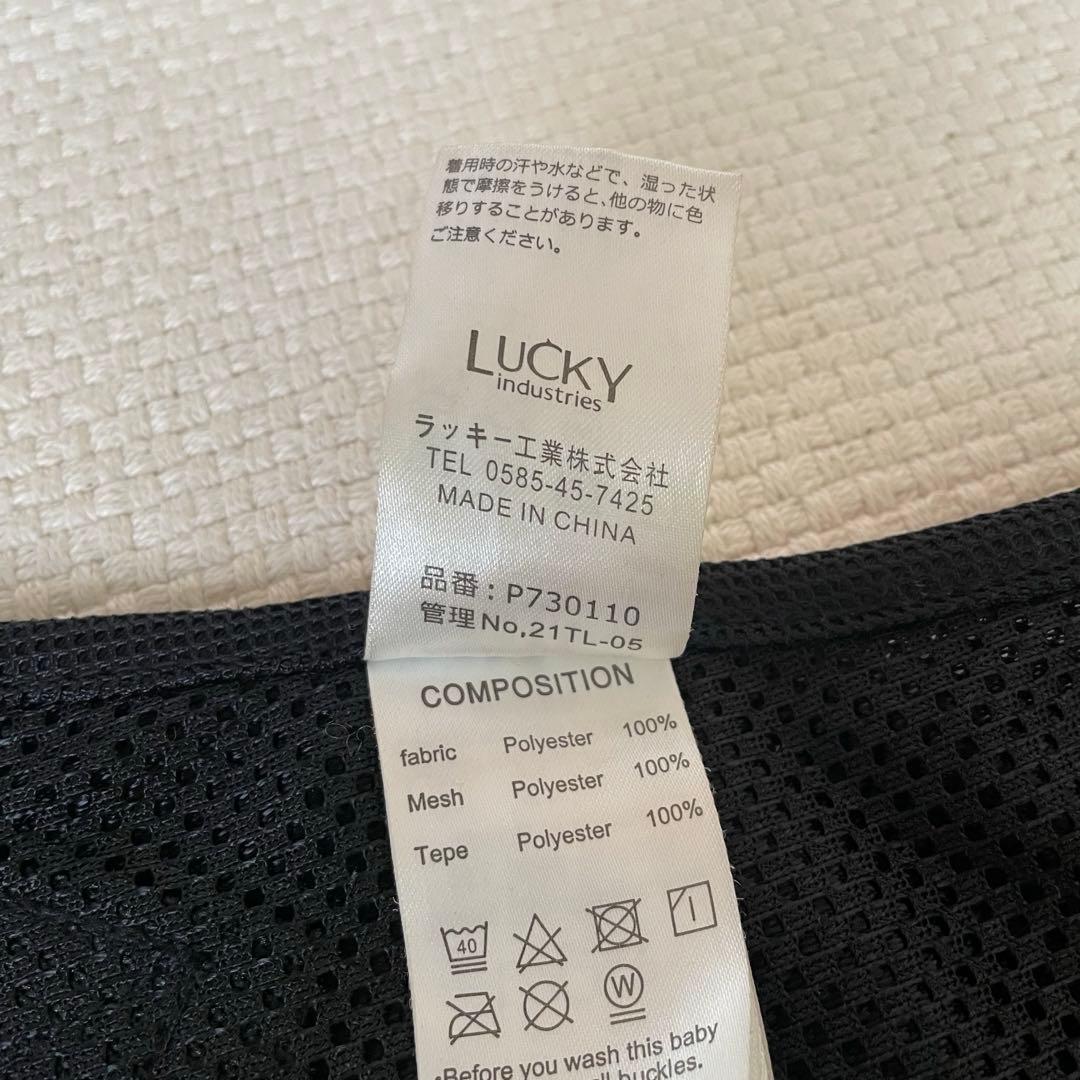 着用時の汗や水などで、湿った状
態で摩擦をうけると、他の物に色
移りすることがあります。
ご注意ください。
LUCKY
industries
ラッキー工業株式会社
TEL 0585-45-7425
MADE IN CHINA
品番:P730110
管理No,21TL-05
COMPOSITION
fabric Polyester 100%
Mesh Polyester 100%
Tepe Polyester 100%
40
W
•Before you wash this baby
buckles.